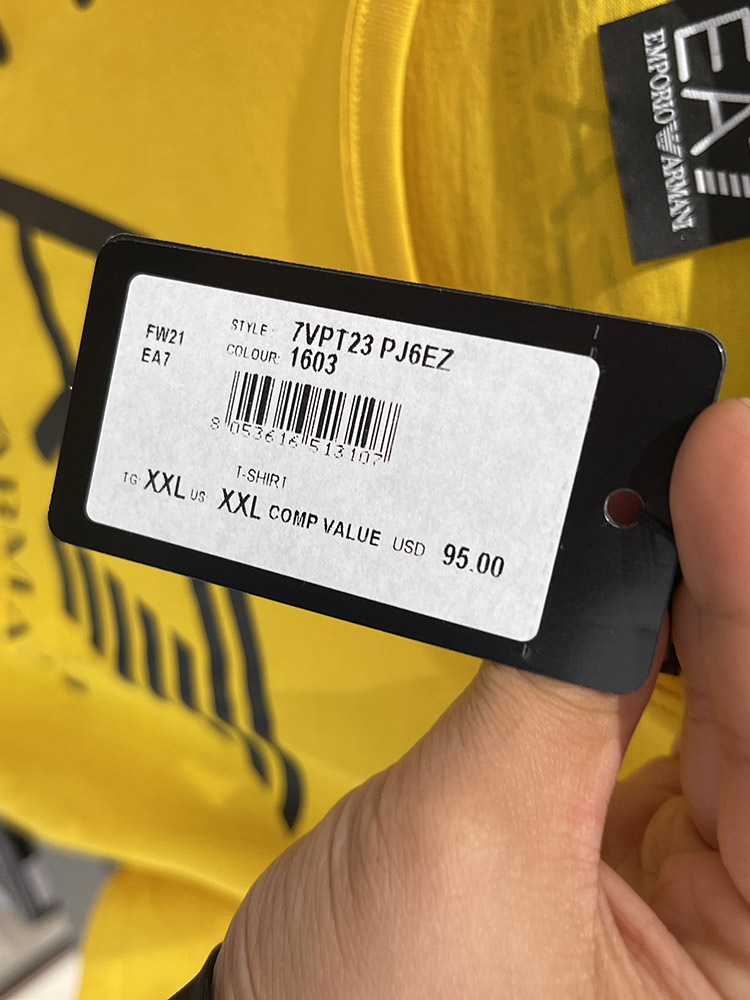 EA7
EMPORIO ARMANI
FW21
EA7
STYLE: 7VPT23 PJ6EZ
COLOUR: 1603
8 053616 513107
T-SHIRT
TG XXL US XXL COMP VALUE USD 95.00